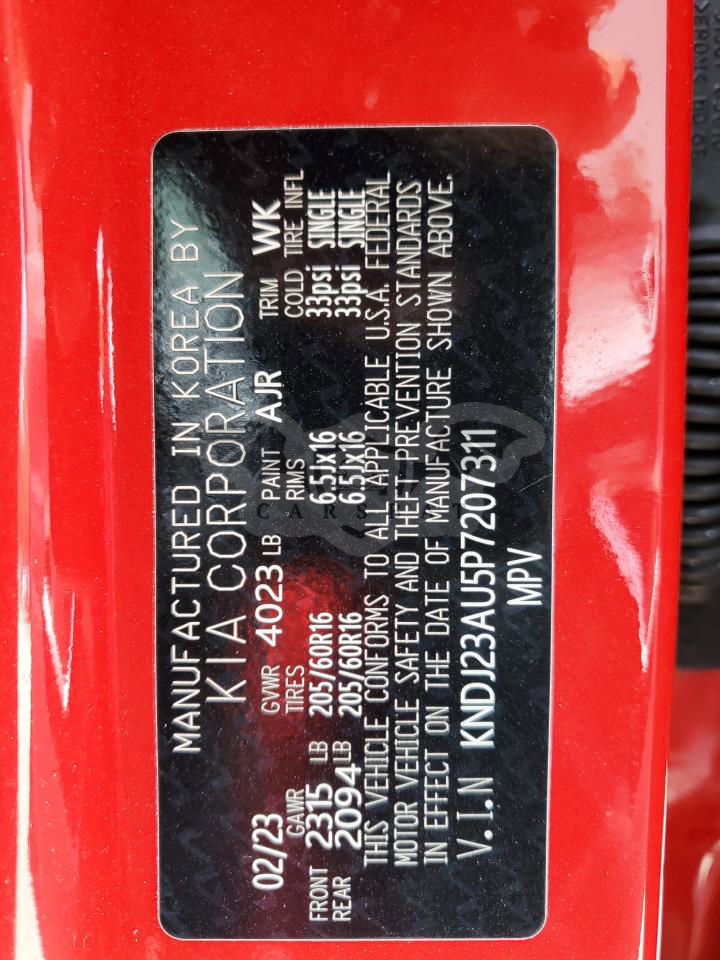 MANUFACTURED IN KOREA BY
KIA CORPORATION
02/23 GVWR 4023 LB PAINT AJR TRIM WK
GAWR TIRES RIMS COLD TIRE INFL
FRONT 2315 LB 205/60R16 6.5Jx16 33psi SINGLE
REAR 2094 LB 205/60R16 6.5Jx16 33psi SINGLE
THIS VEHICLE CONFORMS TO ALL APPLICABLE U.S.A. FEDERAL
MOTOR VEHICLE SAFETY AND THEFT PREVENTION STANDARDS
IN EFFECT ON THE DATE OF MANUFACTURE SHOWN ABOVE.
V.I.N KNDJ23AU5P7207311
MPV